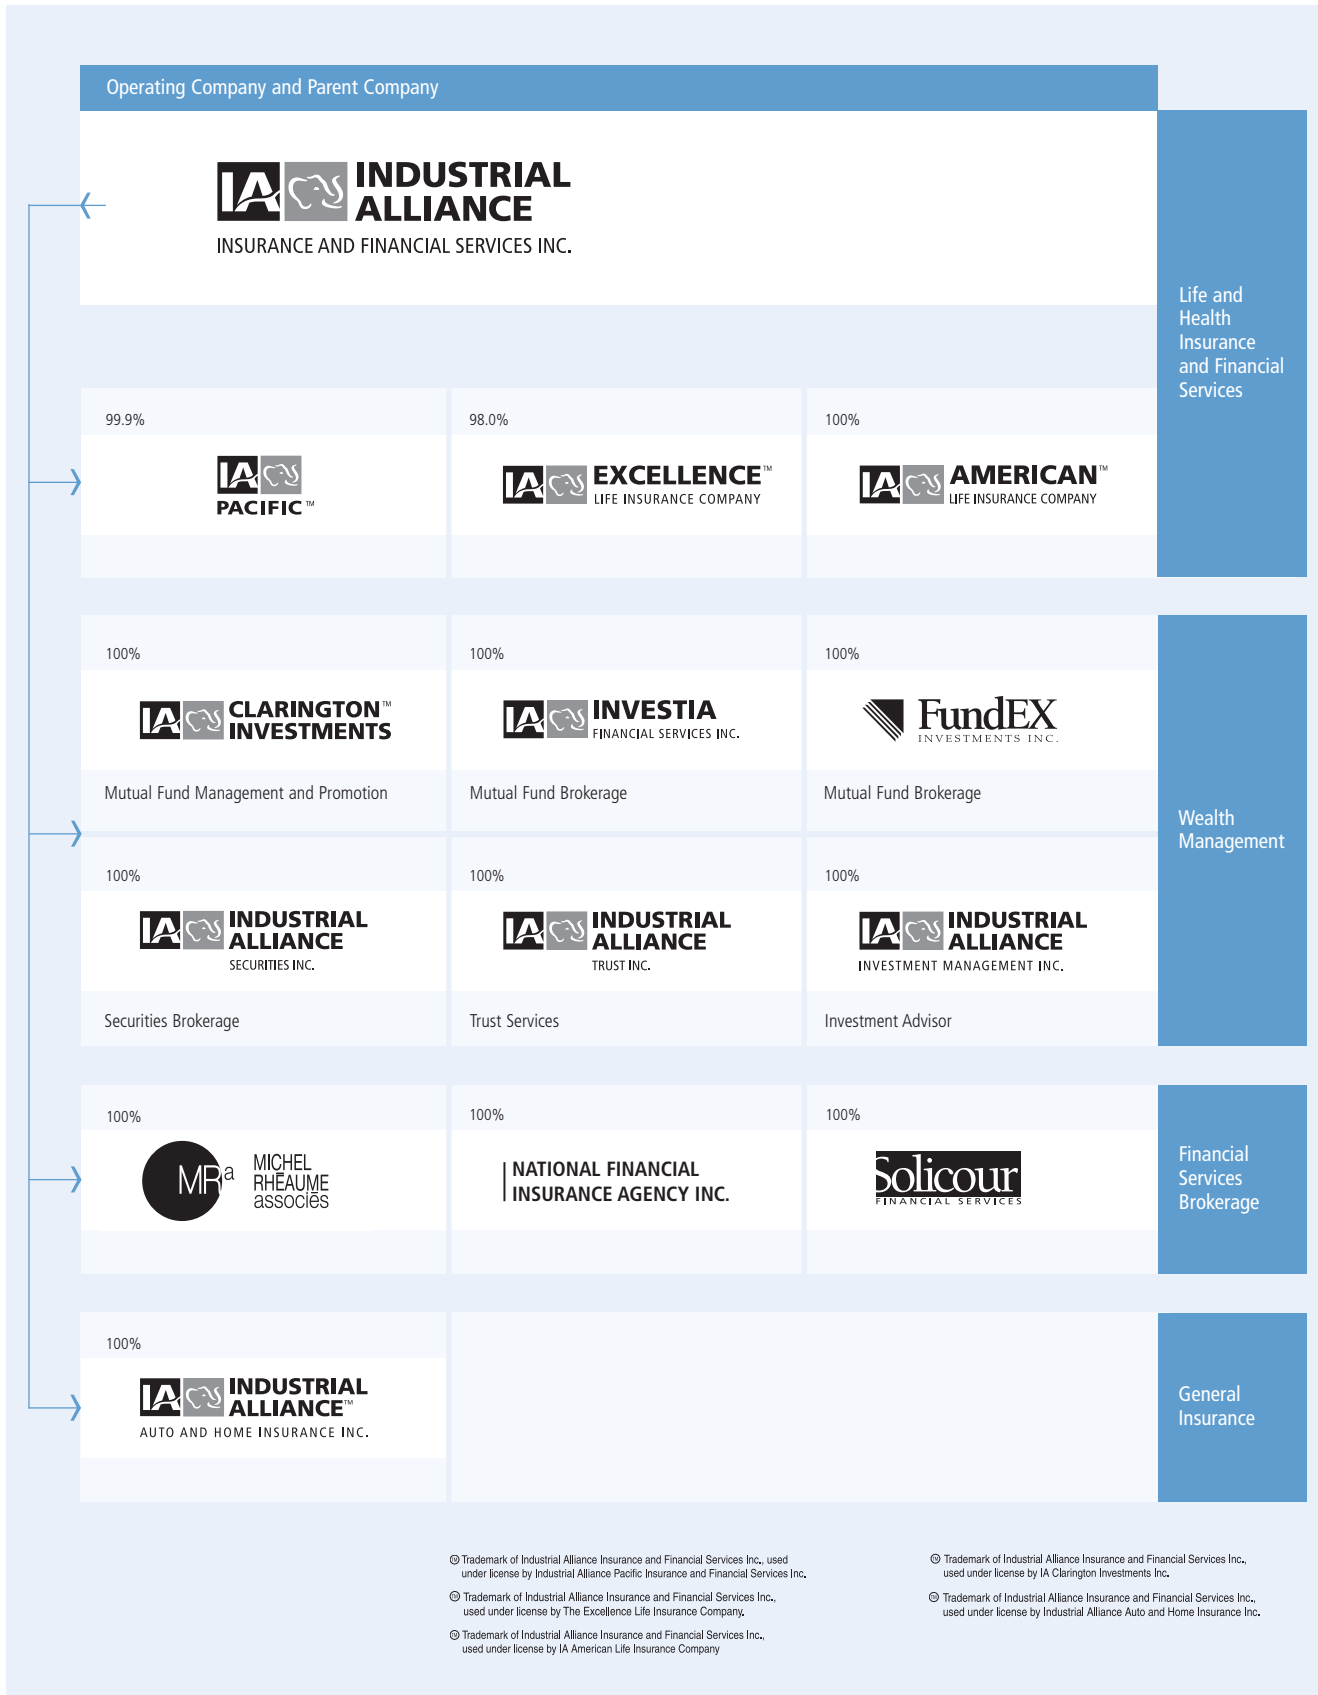 Operating Company and Parent Company
IA INDUSTRIAL
ALLIANCE
INSURANCE AND FINANCIAL SERVICES INC.
Life and
Health
Insurance
and Financial
Services
99.9%
IA
PACIFIC™
98.0%
IA EXCELLENCE™
LIFE INSURANCE COMPANY
100%
IA AMERICAN™
LIFE INSURANCE COMPANY
100%
IA CLARINGTON™
INVESTMENTS
Mutual Fund Management and Promotion
100%
IA INVESTIA
FINANCIAL SERVICES INC.
Mutual Fund Brokerage
100%
FundEX
INVESTMENTS INC.
Mutual Fund Brokerage
Wealth
Management
100%
IA INDUSTRIAL
ALLIANCE
SECURITIES INC.
Securities Brokerage
100%
IA INDUSTRIAL
ALLIANCE
TRUST INC.
Trust Services
100%
IA INDUSTRIAL
ALLIANCE
INVESTMENT MANAGEMENT INC.
Investment Advisor
100%
MRa MICHEL
RHĒAUME
associēs
100%
NATIONAL FINANCIAL
INSURANCE AGENCY INC.
100%
Solicour
FINANCIAL SERVICES
Financial
Services
Brokerage
100%
IA INDUSTRIAL
ALLIANCE™
AUTO AND HOME INSURANCE INC.
General
Insurance
™ Trademark of Industrial Alliance Insurance and Financial Services Inc., used
under license by Industrial Alliance Pacific Insurance and Financial Services Inc.
™ Trademark of Industrial Alliance Insurance and Financial Services Inc.,
used under license by The Excellence Life Insurance Company.
™ Trademark of Industrial Alliance Insurance and Financial Services Inc.,
used under license by IA American Life Insurance Company
™ Trademark of Industrial Alliance Insurance and Financial Services Inc.,
used under license by IA Clarington Investments Inc.
™ Trademark of Industrial Alliance Insurance and Financial Services Inc.,
used under license by Industrial Alliance Auto and Home Insurance Inc.